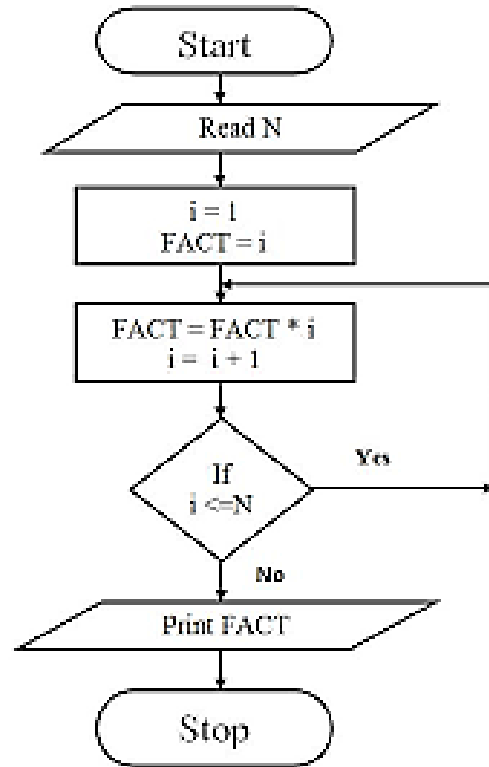 Start
Read N
i = 1
FACT = i
FACT = FACT * i
i = i + 1
If
i <=N
Yes
No
Print FACT
Stop